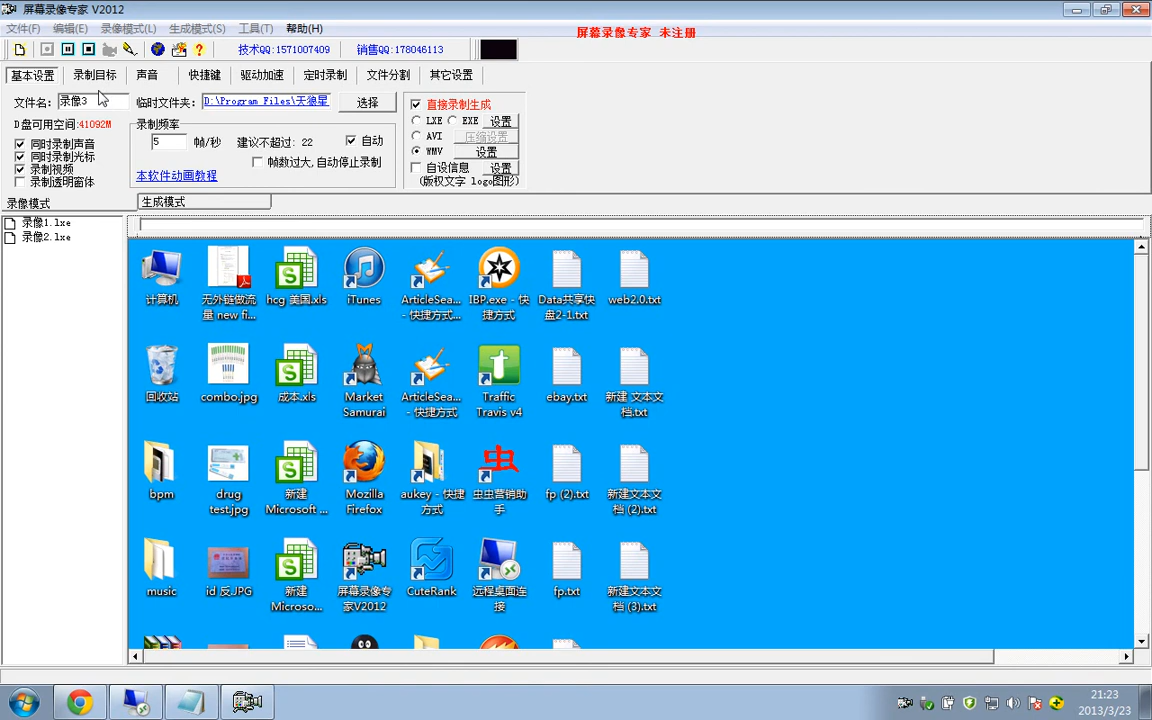 屏幕录像专家 V2012
文件(F) 编辑(E) 录像模式(L) 生成模式(S) 工具(T) 帮助(H)
屏幕录像专家 未注册
技术QQ:1571007409 销售QQ:178046113
基本设置 录制目标 声音 快捷键 驱动加速 定时录制 文件分割 其它设置
文件名: 录像3 临时文件夹: D:\Program Files\天狼星 选择
直接录制生成
LXE EXE 设置
AVI 压缩设置
WMV 设置
自设信息 设置
(版权文字 logo图形)
D盘可用空间:41092M
同时录制声音
同时录制光标
录制视频
录制透明窗体
录制频率
5 帧/秒 建议不超过: 22 自动
帧数过大,自动停止录制
本软件动画教程
录像模式 生成模式
录像1.lxe
录像2.lxe
计算机
无外链做流量 new fi...
hcg 美国.xls
iTunes
ArticleSea... - 快捷方式...
IBP.exe - 快捷方式
Data共享快盘2-1.txt
web2.0.txt
回收站
combo.jpg
成本.xls
Market Samurai
ArticleSea... - 快捷方式
Traffic Travis v4
ebay.txt
新建 文本文档.txt
bpm
drug test.jpg
新建 Microsoft ...
Mozilla Firefox
aukey - 快捷方式
虫
虫虫营销助手
fp (2).txt
新建文本文档 (2).txt
music
id 反.JPG
新建 Microso...
屏幕录像专家V2012
CuteRank
远程桌面连接
fp.txt
新建文本文档 (3).txt
21:23
2013/3/23